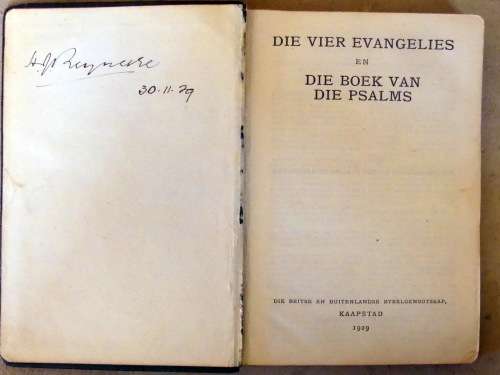 H J Reynecke
30-11-29
DIE VIER EVANGELIES
EN
DIE BOEK VAN
DIE PSALMS
DIE BRITSE EN BUITENLANDSE BYBELGENOOTSKAP,
KAAPSTAD
1929